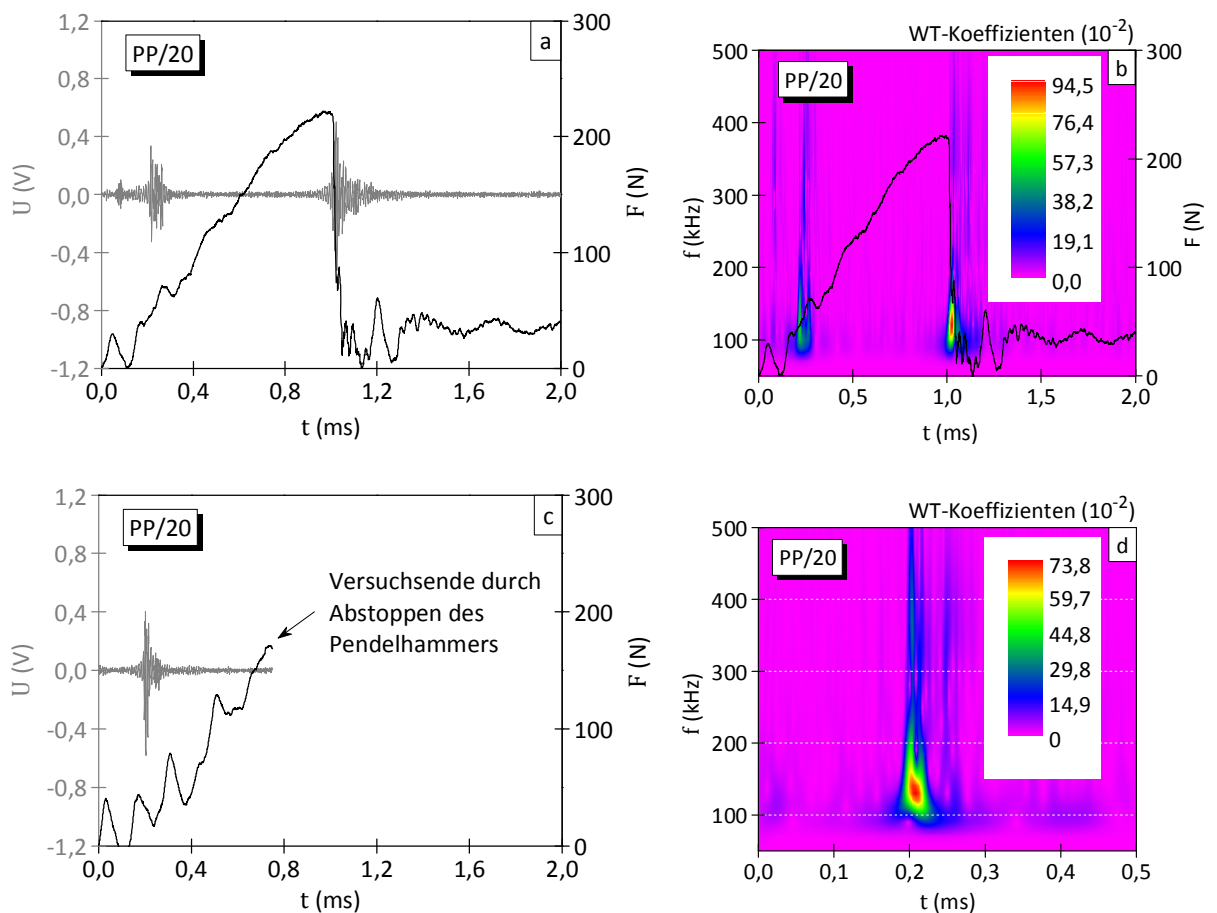 PP/20
a
1,2
0,8
0,4
0,0
-0,4
-0,8
-1,2
U (V)
300
200
100
0
F (N)
0,0 0,4 0,8 1,2 1,6 2,0
t (ms)
WT-Koeffizienten (10⁻²)
PP/20
b
500
400
300
200
100
f (kHz)
94,5
76,4
57,3
38,2
19,1
0,0
300
200
100
0
F (N)
0,0 0,5 1,0 1,5 2,0
t (ms)
PP/20
c
1,2
0,8
0,4
0,0
-0,4
-0,8
-1,2
U (V)
Versuchsende durch
Abstoppen des
Pendelhammers
300
200
100
0
F (N)
0,0 0,4 0,8 1,2 1,6 2,0
t (ms)
WT-Koeffizienten (10⁻²)
PP/20
d
500
400
300
200
100
f (kHz)
73,8
59,7
44,8
29,8
14,9
0
0,0 0,1 0,2 0,3 0,4 0,5
t (ms)